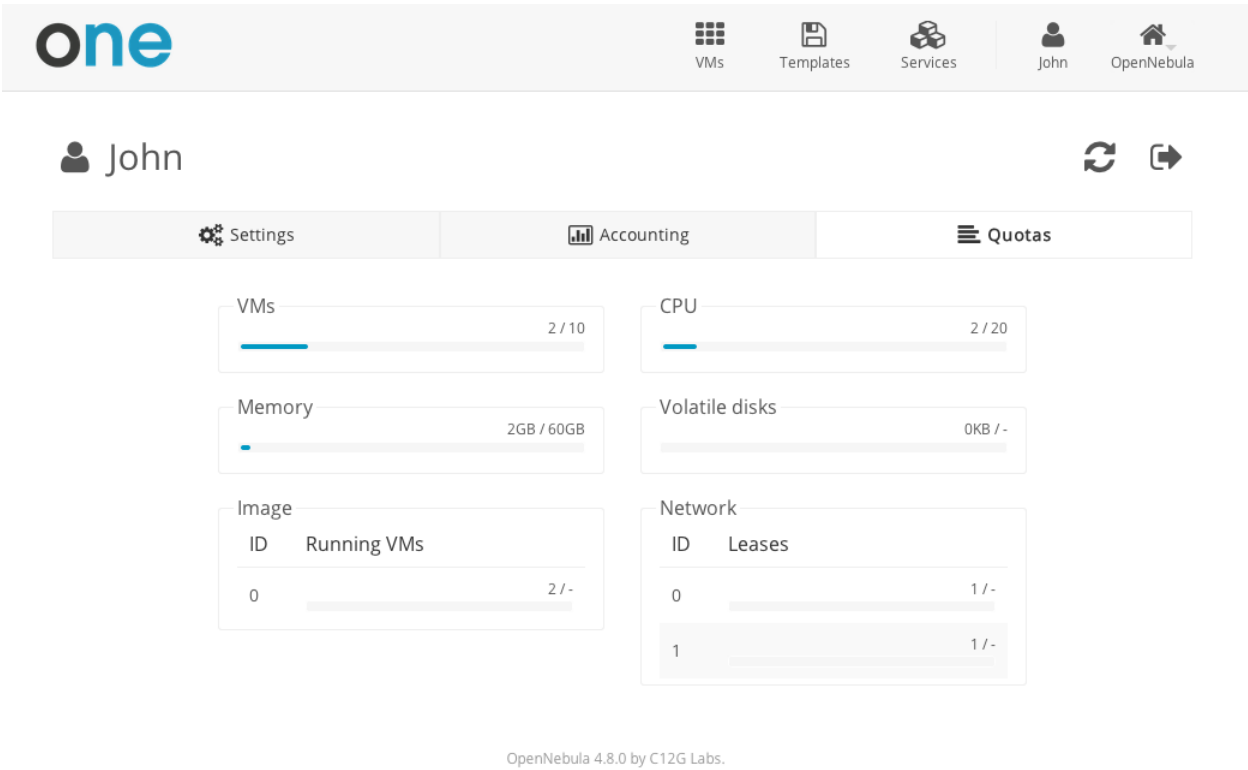 one
VMs Templates Services John OpenNebula
John
Settings Accounting Quotas
VMs CPU
2 / 10 2 / 20
Memory Volatile disks
2GB / 60GB 0KB / -
Image Network
ID Running VMs ID Leases
0 2 / - 0 1 / -
1 1 / -
OpenNebula 4.8.0 by C12G Labs.